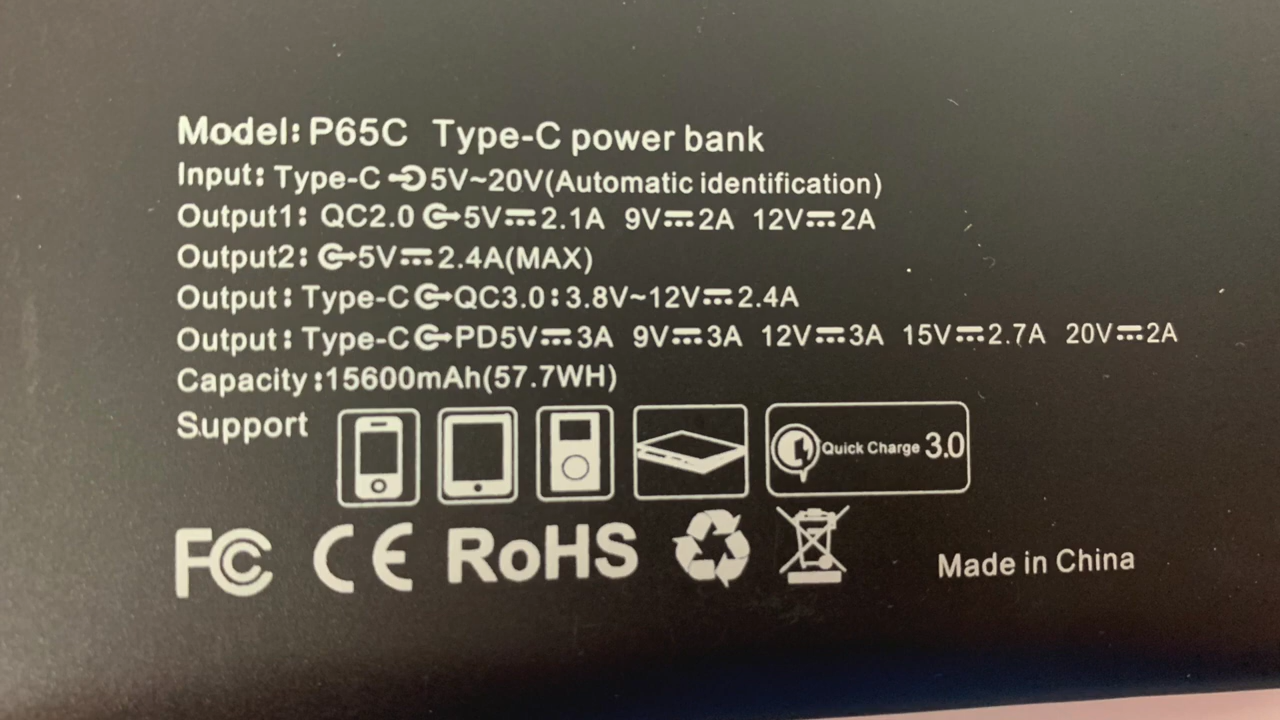 Model: P65C Type-C power bank
Input: Type-C 5V~20V(Automatic identification)
Output1: QC2.0 5V⎓2.1A 9V⎓2A 12V⎓2A
Output2: 5V⎓2.4A(MAX)
Output: Type-C QC3.0:3.8V~12V⎓2.4A
Output: Type-C PD5V⎓3A 9V⎓3A 12V⎓3A 15V⎓2.7A 20V⎓2A
Capacity:15600mAh(57.7WH)
Support
Quick Charge 3.0
FC CE RoHS
Made in China